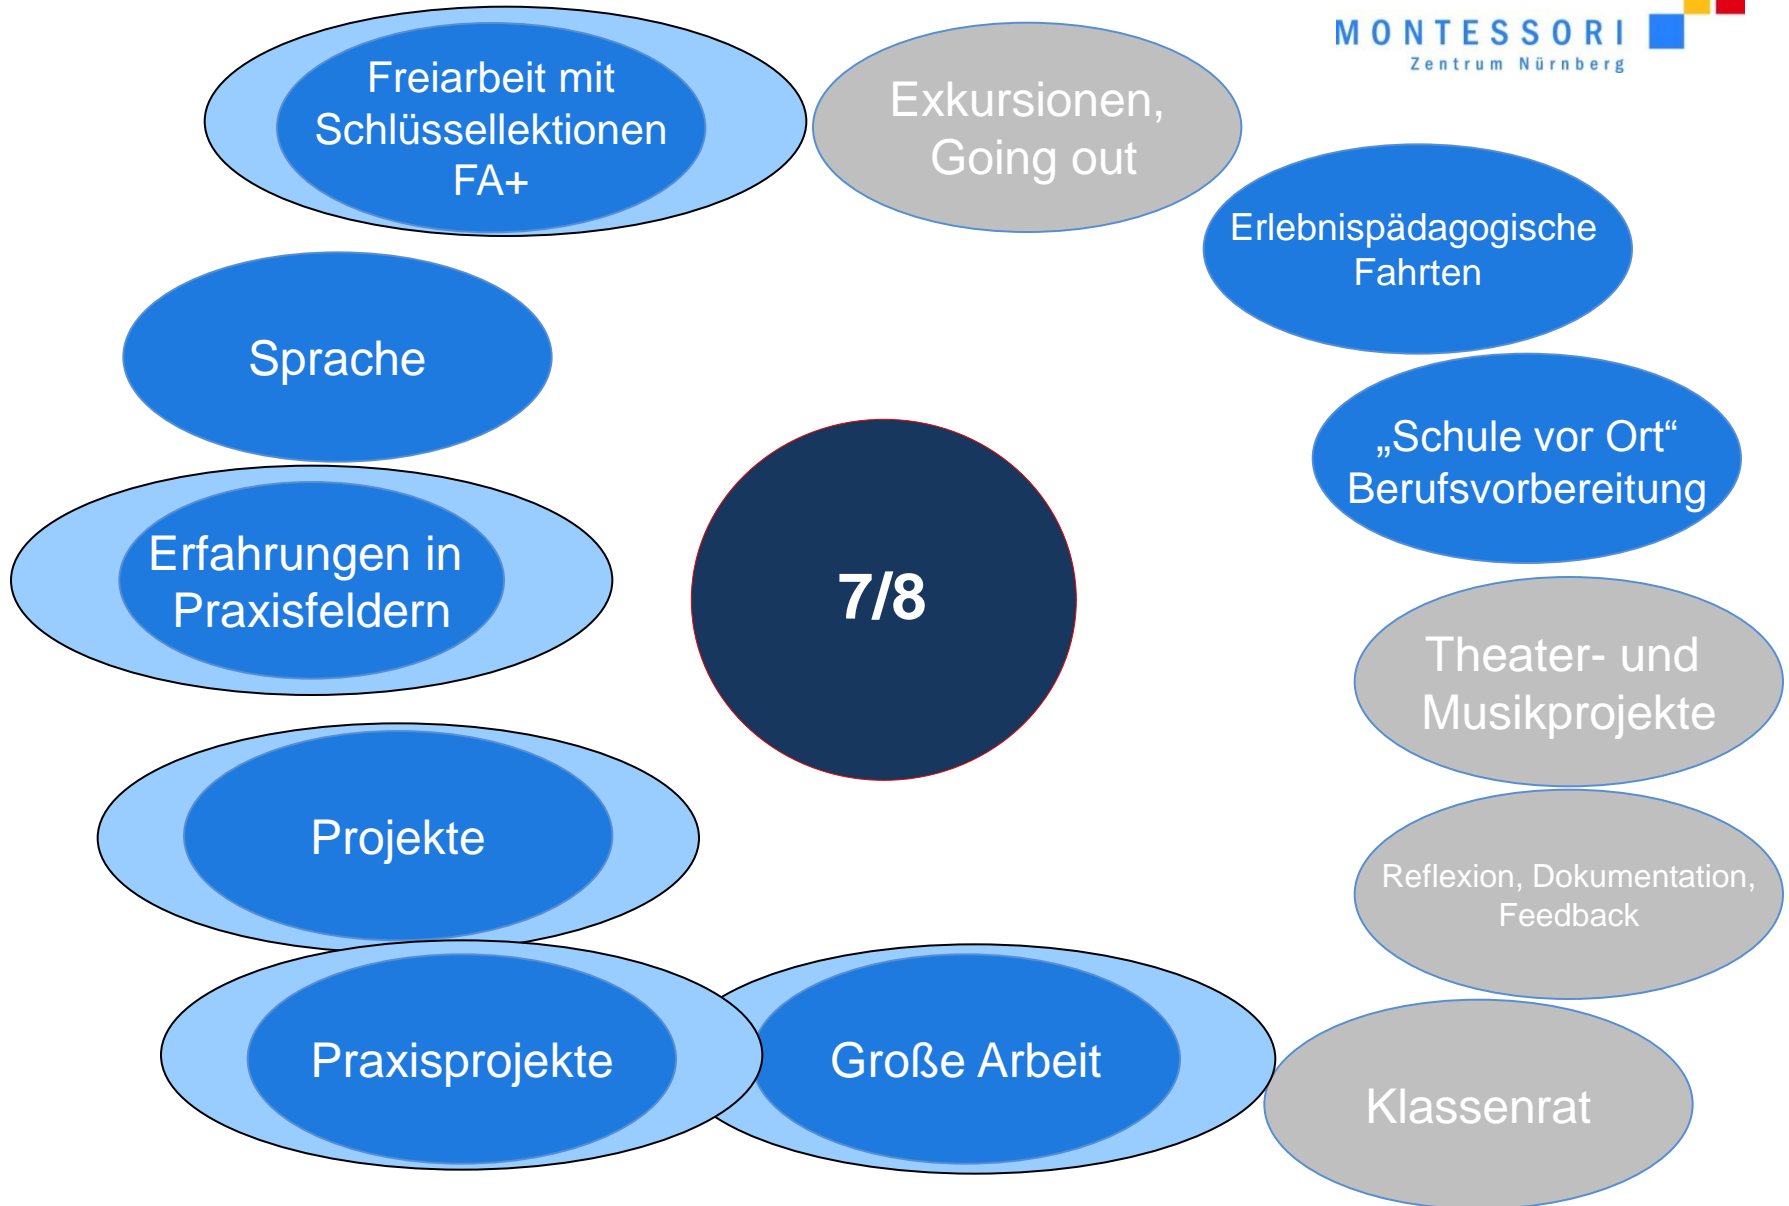 MONTESSORI
Zentrum Nürnberg
Freiarbeit mit
Schlüssellektionen
FA+
Exkursionen,
Going out
Erlebnispädagogische
Fahrten
Sprache
„Schule vor Ort“
Berufsvorbereitung
Erfahrungen in
Praxisfeldern
7/8
Theater- und
Musikprojekte
Projekte
Reflexion, Dokumentation,
Feedback
Praxisprojekte
Große Arbeit
Klassenrat